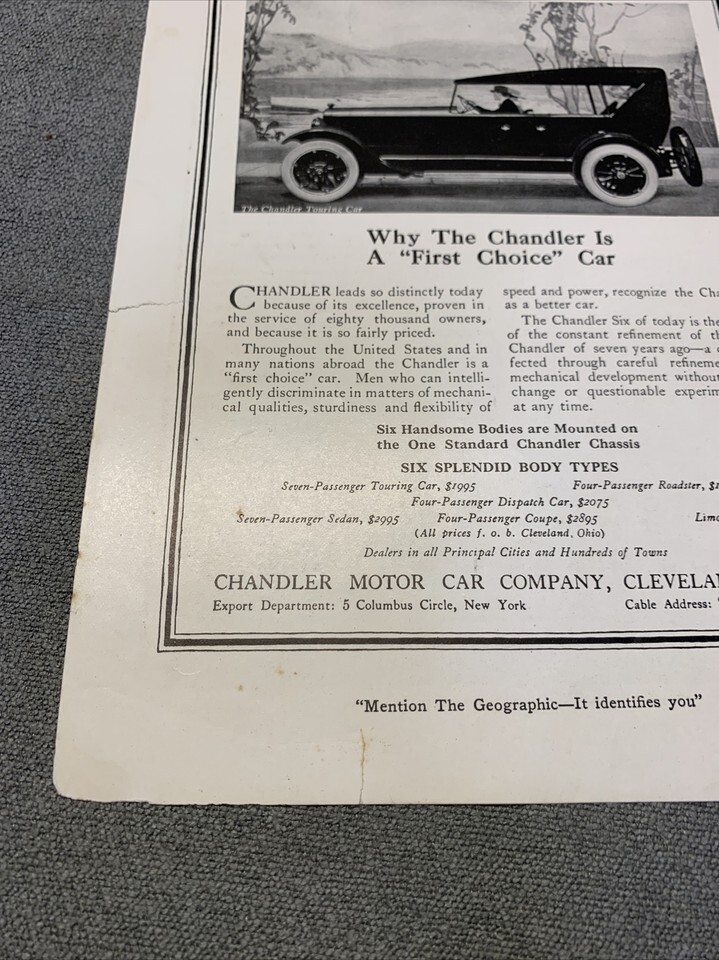 The Chandler Touring Car
Why The Chandler Is
A “First Choice” Car
CHANDLER leads so distinctly today
because of its excellence, proven in
the service of eighty thousand owners,
and because it is so fairly priced.
Throughout the United States and in
many nations abroad the Chandler is a
“first choice” car. Men who can intelli-
gently discriminate in matters of mechani-
cal qualities, sturdiness and flexibility of
speed and power, recognize the
as a better car.
The Chandler Six of today is
of the constant refinement of
Chandler of seven years ago—a
fected through careful
mechanical development
change or questionable
at any time.
Six Handsome Bodies are Mounted on
the One Standard Chandler Chassis
SIX SPLENDID BODY TYPES
Seven-Passenger Touring Car, $1995 Four-Passenger Roadster,
Four-Passenger Dispatch Car, $2075
Seven-Passenger Sedan, $2995 Four-Passenger Coupe, $2895
(All prices f. o. b. Cleveland, Ohio)
Dealers in all Principal Cities and Hundreds of Towns
CHANDLER MOTOR CAR COMPANY,
Export Department: 5 Columbus Circle, New York Cable Address:
“Mention The Geographic—It identifies you”